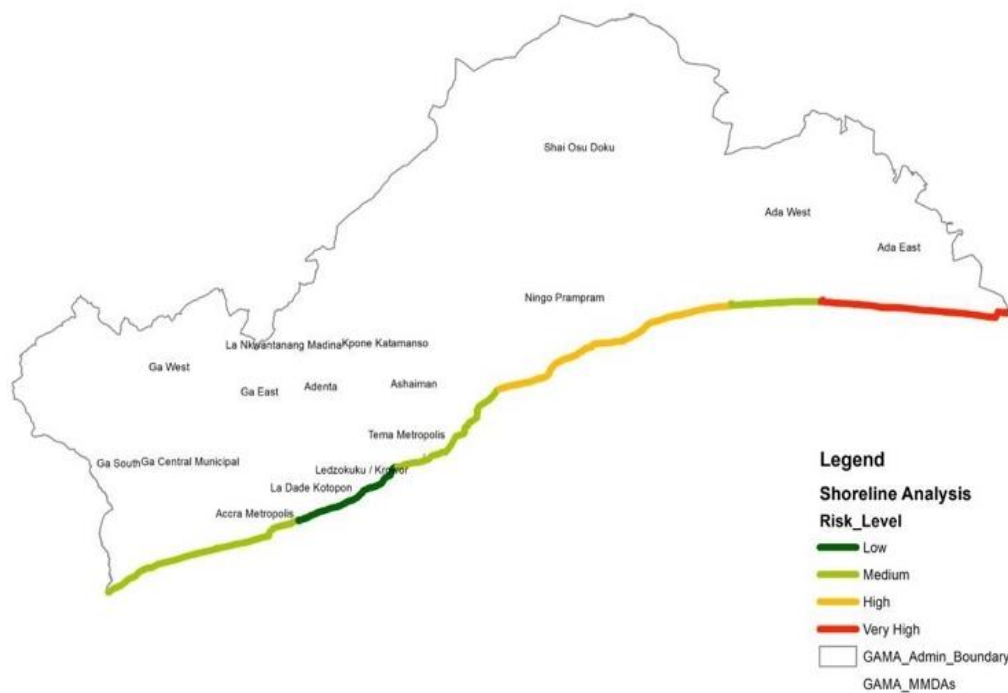 Shai Osu Doku
Ada West
Ada East
Ningo Prampram
La Nkwantanang Madina
Kpone Katamanso
Ga West
Ga East
Adenta
Ashaiman
Tema Metropolis
Ga South
Ga Central Municipal
Ledzokuku / Krowor
La Dade Kotopon
Accra Metropolis
Legend
Shoreline Analysis
Risk_Level
Low
Medium
High
Very High
GAMA_Admin_Boundary
GAMA_MMDAs